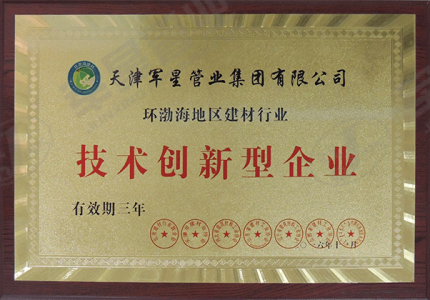 天津军星管业集团有限公司
环渤海地区建材行业
技术创新型企业
有效期三年